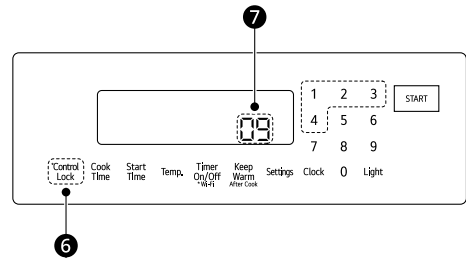 7
1 2 3 START
09
4 5 6
7 8 9
*Control Lock Cook Time Start Time Temp. Timer On/Off *Wi-Fi Keep Warm After Cook Settings Clock 0 Light
6